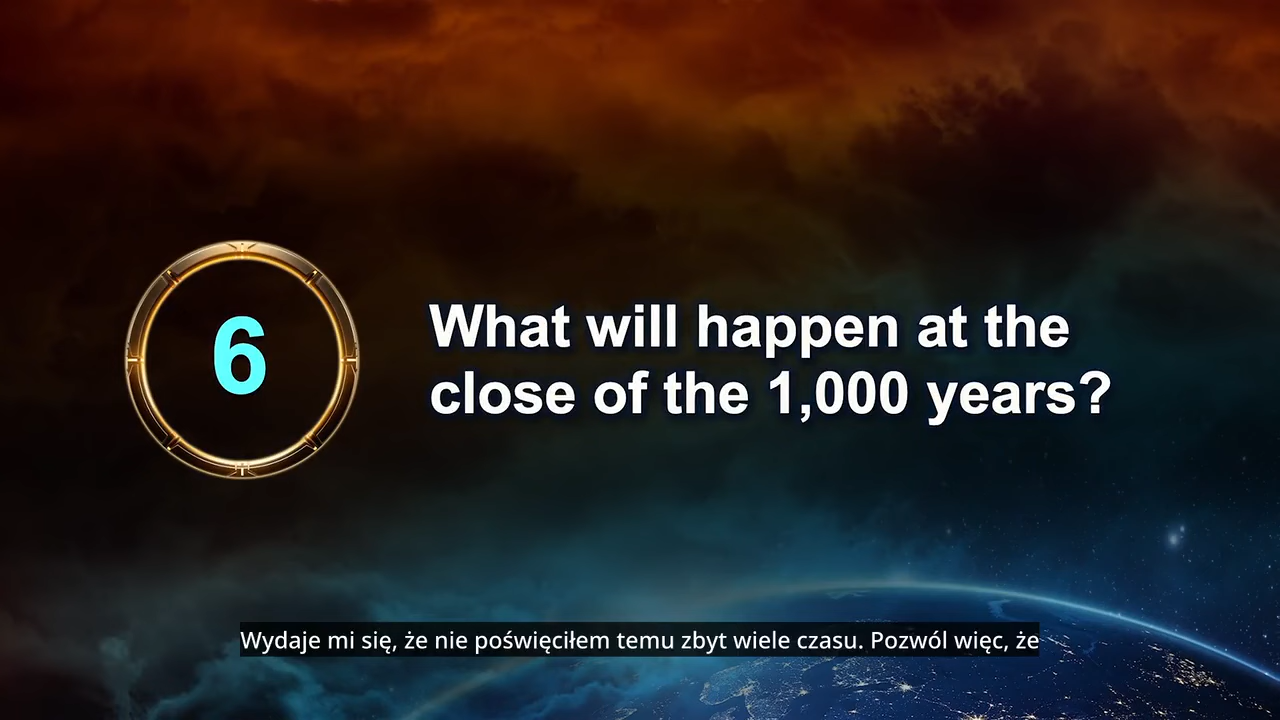 6
What will happen at the
close of the 1,000 years?
Wydaje mi się, że nie poświęciłem temu zbyt wiele czasu. Pozwól więc, że